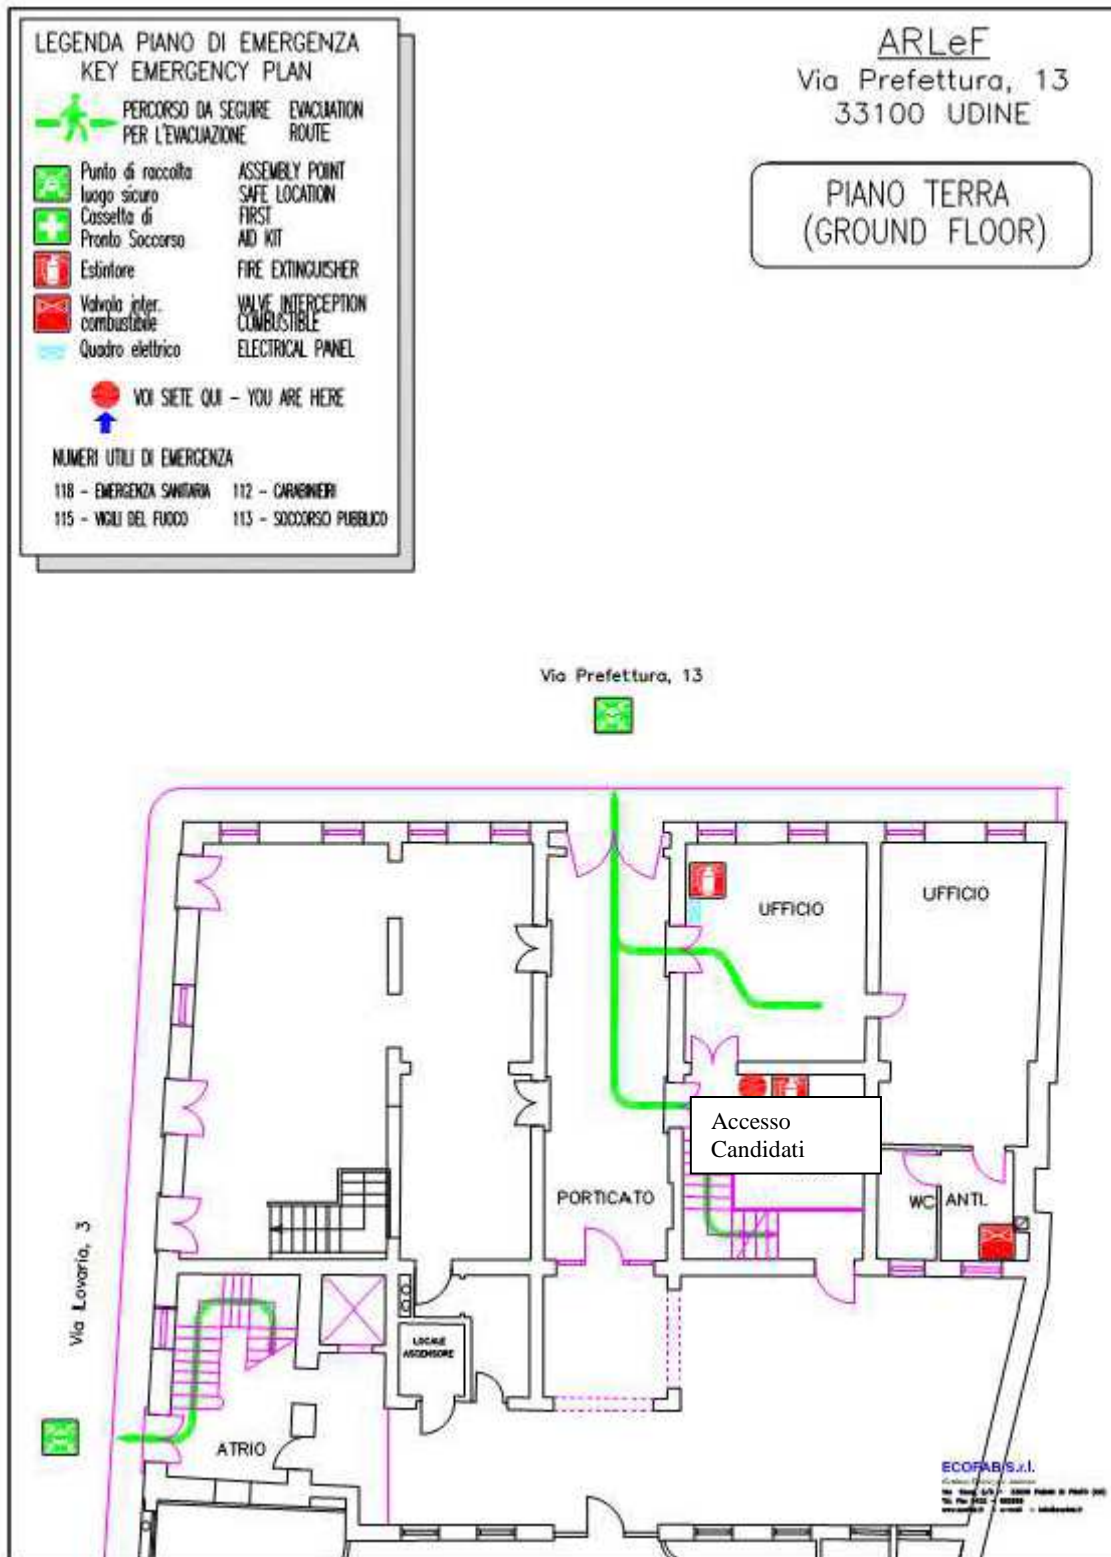 LEGENDA PIANO DI EMERGENZA
KEY EMERGENCY PLAN
PERCORSO DA SEGUIRE EVACUATION
PER L'EVACUAZIONE ROUTE
Punto di raccolta ASSEMBLY POINT
luogo sicuro SAFE LOCATION
Cassetta di FIRST
Pronto Soccorso AID KIT
Estintore FIRE EXTINGUISHER
Valvola inter. VALVE INTERCEPTION
combustibile COMBUSTIBLE
Quadro elettrico ELECTRICAL PANEL
VOI SIETE QUI - YOU ARE HERE
NUMERI UTILI DI EMERGENZA
118 - EMERGENZA SANITARIA 112 - CARABINIERI
115 - VIGILI DEL FUOCO 113 - SOCCORSO PUBBLICO
ARLeF
Via Prefettura, 13
33100 UDINE
PIANO TERRA
(GROUND FLOOR)
Via Prefettura, 13
UFFICIO
UFFICIO
Accesso
Candidati
PORTICATO
WC
ANTI.
Via Lovaria, 3
LOCALE
ASCENSORE
ATRIO
ECOFAB S.r.l.